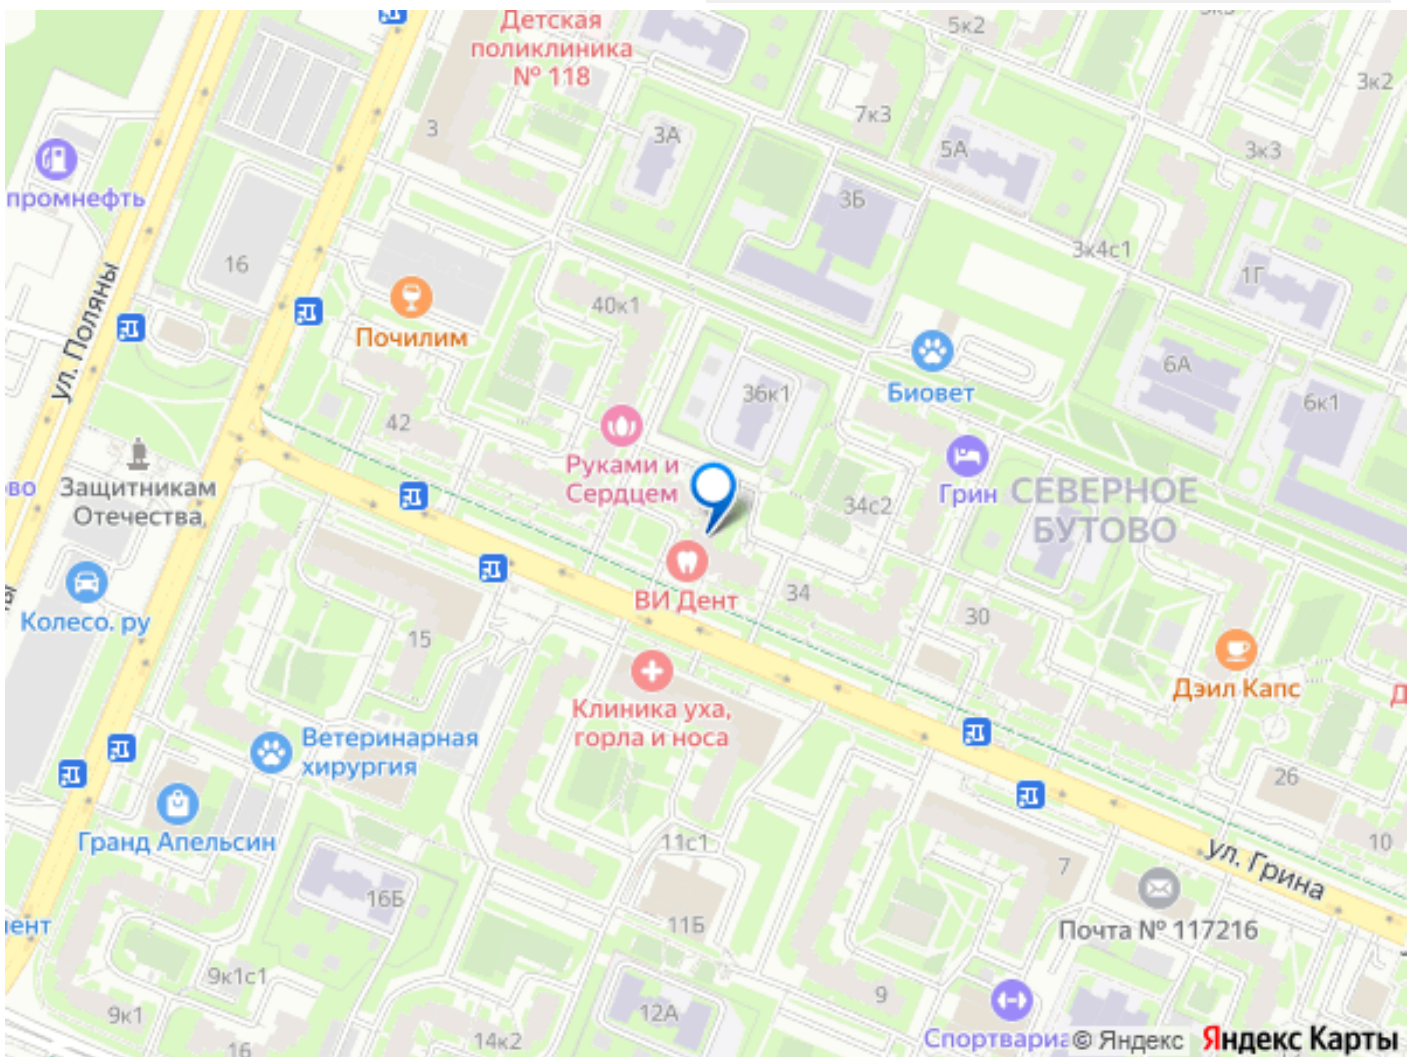 Детская
поликлиника
№ 118
5к2
3к2
7к3
3
3А
5А
3к3
промнефть
3Б
3к4с1
1Г
16
ул. Поляны
40к1
Почилим
Биовет
6А
36к1
6к1
42
Руками и
Сердцем
Грин
СЕВЕРНОЕ
БУТОВО
34с2
ово
Защитникам
Отечества
ВИ Дент
34
30
Колесо. ру
15
Дэил Капс
Клиника уха,
горла и носа
Ветеринарная
хирургия
26
Гранд Апельсин
11с1
10
ул. Грина
7
16Б
11Б
Почта № 117216
мент
9к1с1
9
12А
9к1
Спортвариа
© Яндекс
Яндекс Карты
14к2
16